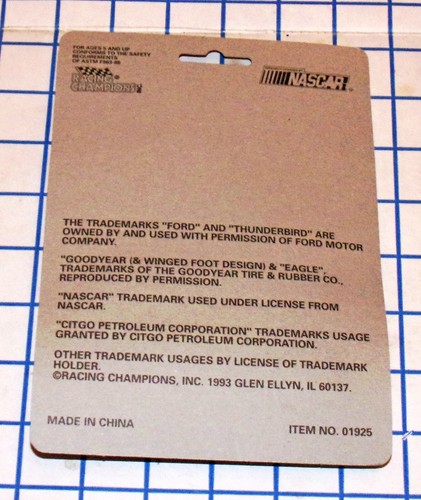 FOR AGES 5 AND UP
CONFORMS TO THE SAFETY
REQUIREMENTS
OF ASTM F963-86
RACING
CHAMPIONS
NASCAR
THE TRADEMARKS "FORD" AND "THUNDERBIRD" ARE
OWNED BY AND USED WITH PERMISSION OF FORD MOTOR
COMPANY.
"GOODYEAR (& WINGED FOOT DESIGN) & "EAGLE",
TRADEMARKS OF THE GOODYEAR TIRE & RUBBER CO.,
REPRODUCED BY PERMISSION.
"NASCAR" TRADEMARK USED UNDER LICENSE FROM
NASCAR.
"CITGO PETROLEUM CORPORATION" TRADEMARKS USAGE
GRANTED BY CITGO PETROLEUM CORPORATION.
OTHER TRADEMARK USAGES BY LICENSE OF TRADEMARK
HOLDER.
©RACING CHAMPIONS, INC. 1993 GLEN ELLYN, IL 60137.
MADE IN CHINA
ITEM NO. 01925